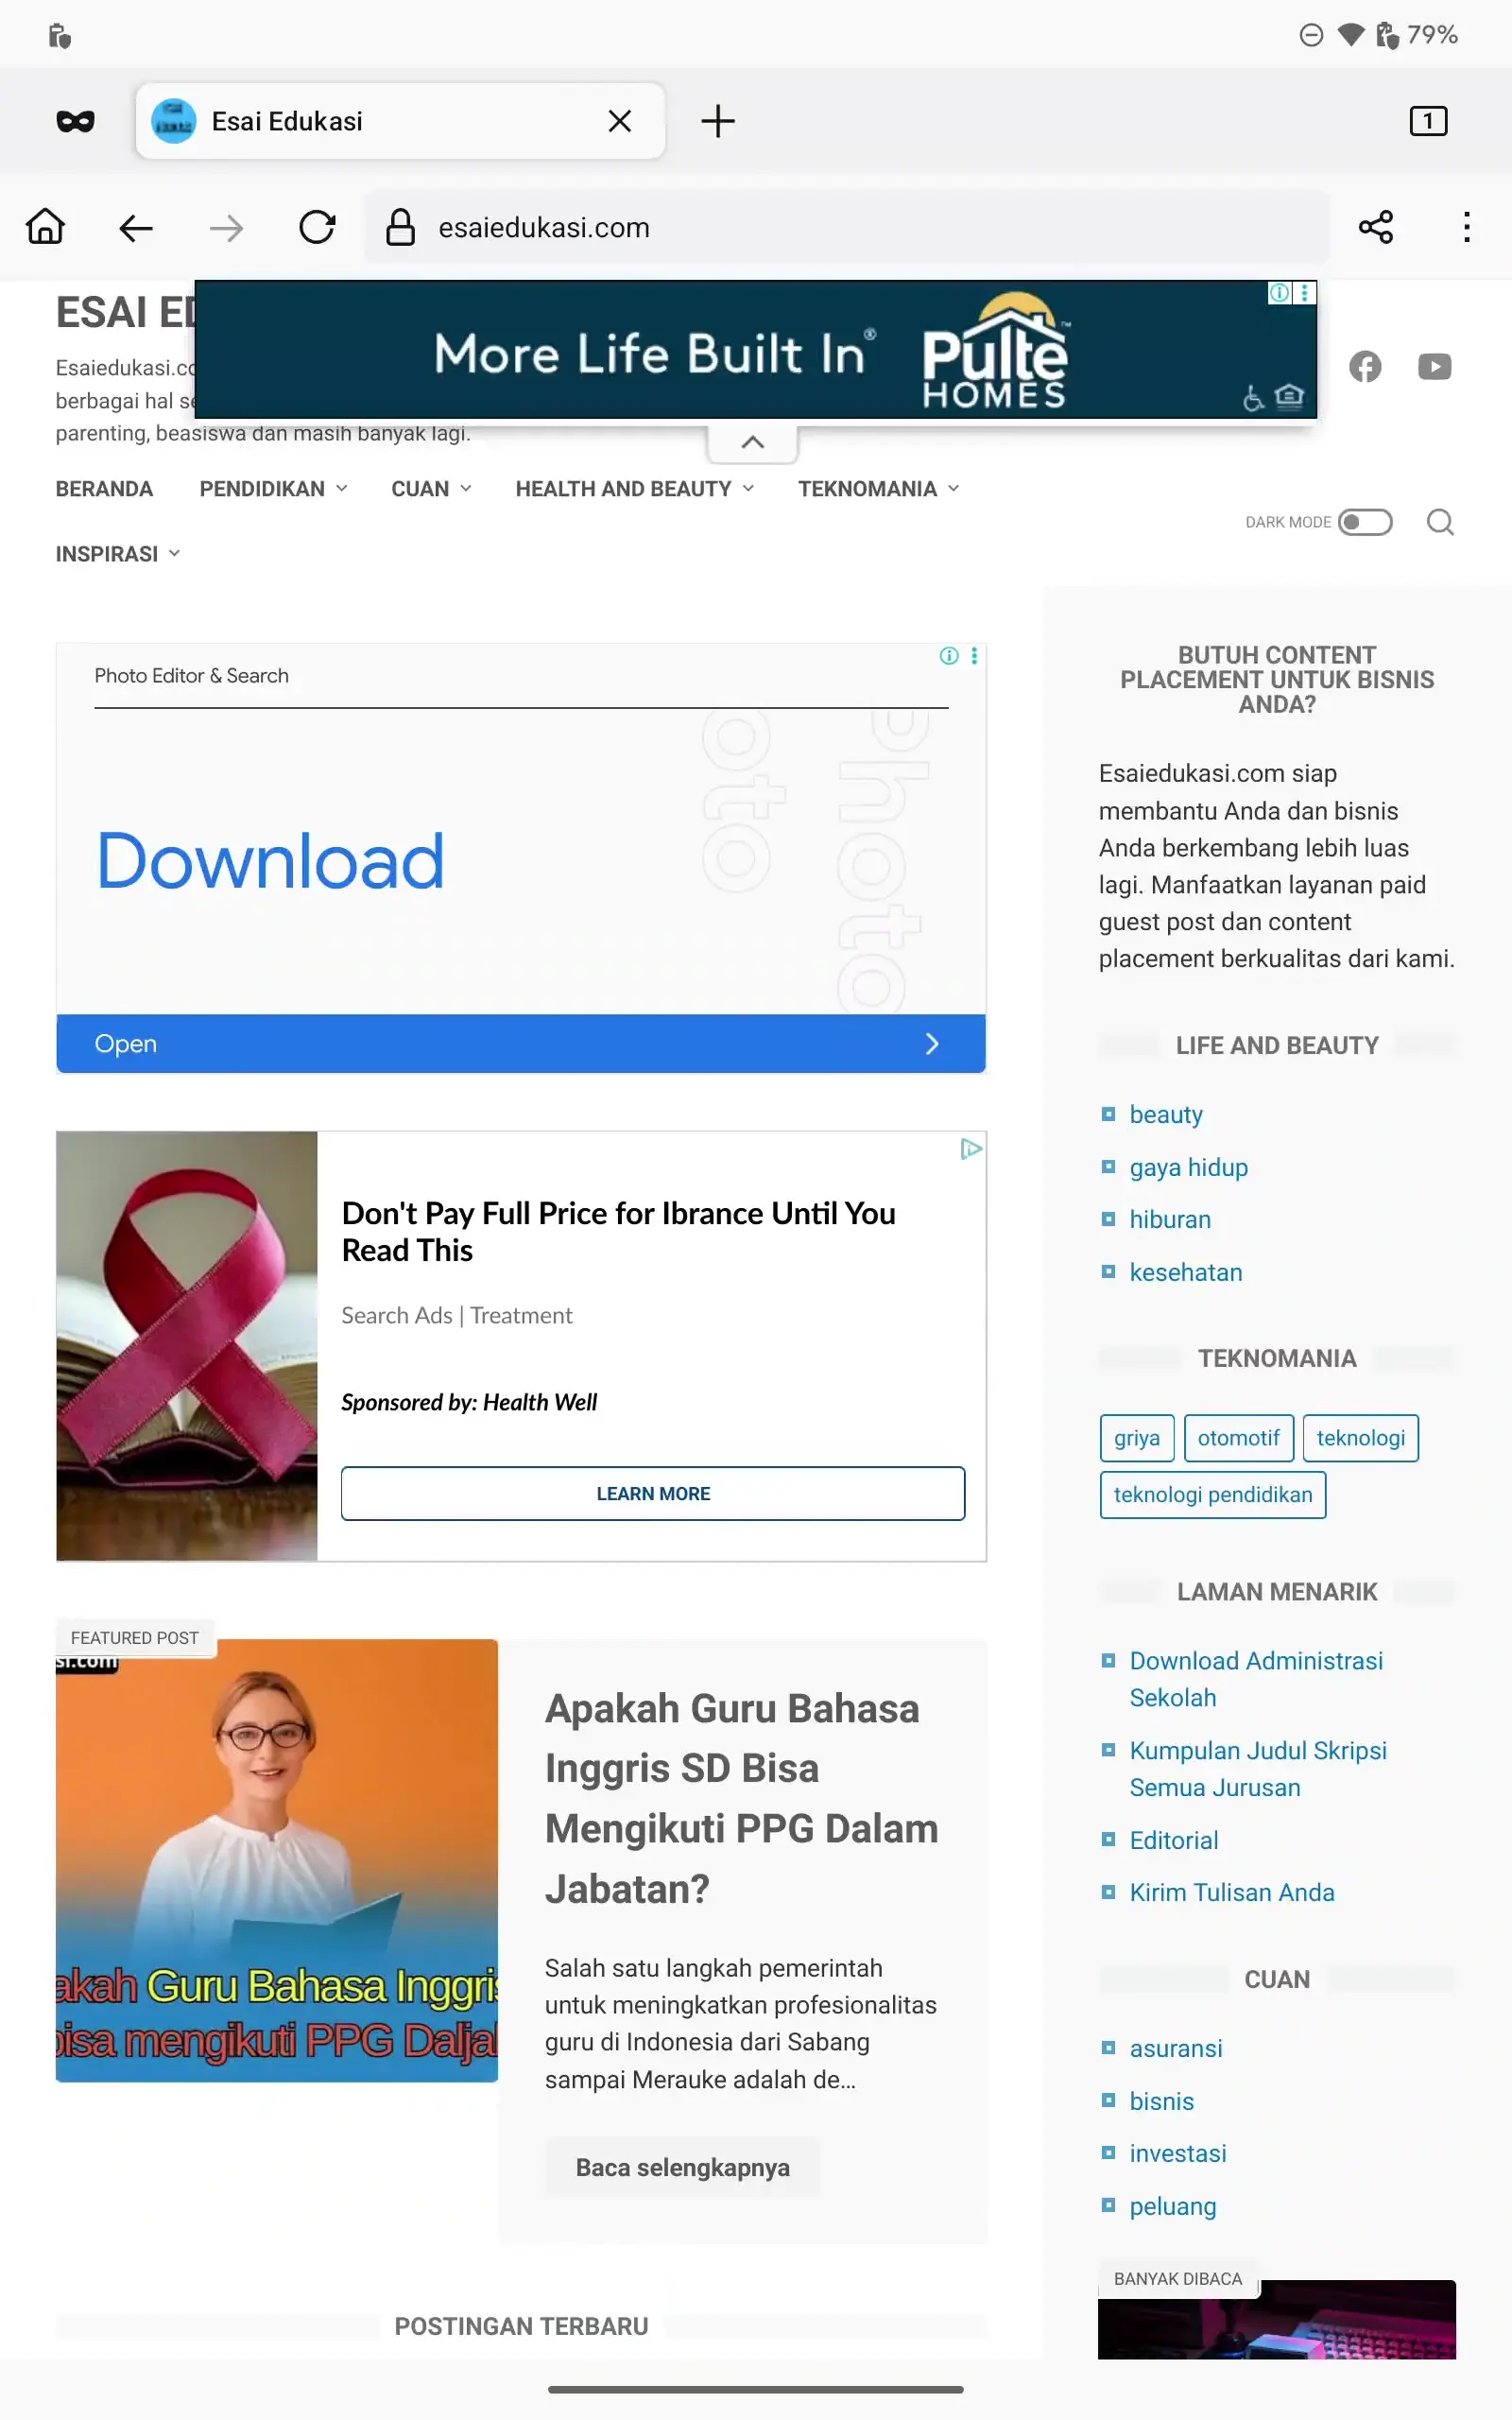 79%
Esai Edukasi
1
esaiedukasi.com
ESAI
More Life Built In®
Pulte
HOMES
Esaiedukasi.co
berbagai hal
parenting, beasiswa dan masih banyak lagi.
BERANDA
PENDIDIKAN
CUAN
HEALTH AND BEAUTY
TEKNOMANIA
INSPIRASI
DARK MODE
Photo Editor & Search
oto
Photo
Download
Open
Don't Pay Full Price for Ibrance Until You
Read This
Search Ads | Treatment
Sponsored by: Health Well
LEARN MORE
FEATURED POST
si.com
akah Guru Bahasa Inggris
bisa mengikuti PPG Daljab
Apakah Guru Bahasa
Inggris SD Bisa
Mengikuti PPG Dalam
Jabatan?
Salah satu langkah pemerintah
untuk meningkatkan profesionalitas
guru di Indonesia dari Sabang
sampai Merauke adalah de…
Baca selengkapnya
POSTINGAN TERBARU
BUTUH CONTENT
PLACEMENT UNTUK BISNIS
ANDA?
Esaiedukasi.com siap
membantu Anda dan bisnis
Anda berkembang lebih luas
lagi. Manfaatkan layanan paid
guest post dan content
placement berkualitas dari kami.
LIFE AND BEAUTY
beauty
gaya hidup
hiburan
kesehatan
TEKNOMANIA
griya
otomotif
teknologi
teknologi pendidikan
LAMAN MENARIK
Download Administrasi
Sekolah
Kumpulan Judul Skripsi
Semua Jurusan
Editorial
Kirim Tulisan Anda
CUAN
asuransi
bisnis
investasi
peluang
BANYAK DIBACA